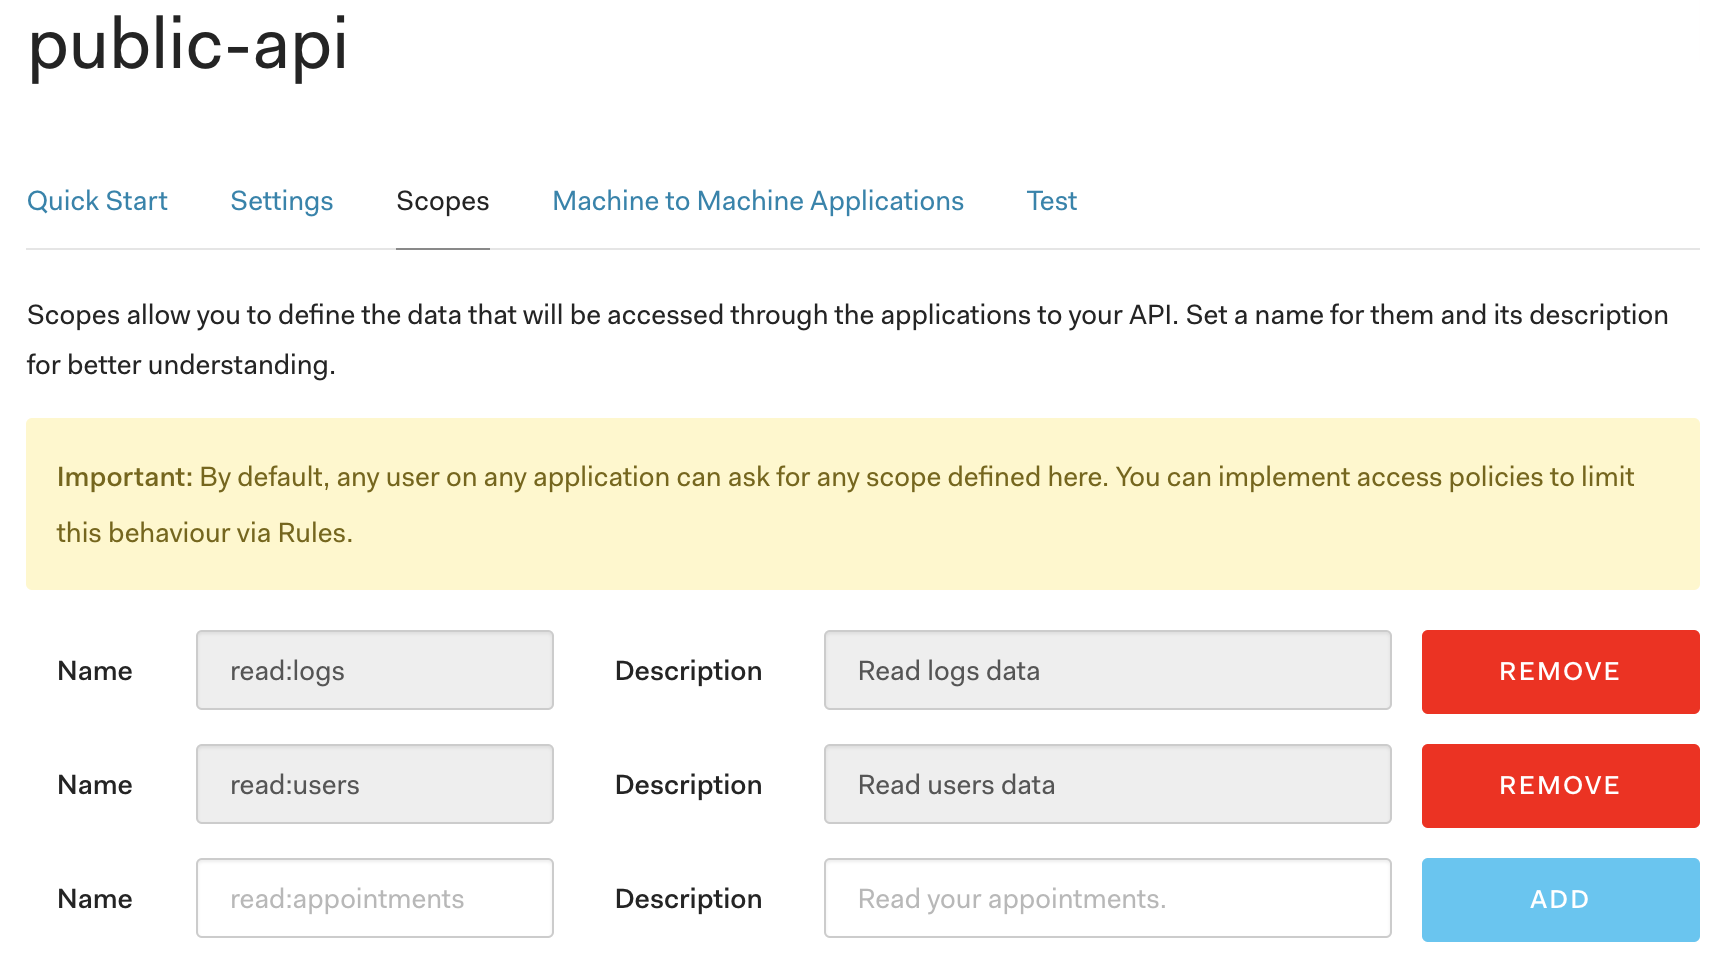 public-api
Quick Start Settings Scopes Machine to Machine Applications Test
Scopes allow you to define the data that will be accessed through the applications to your API. Set a name for them and its description
for better understanding.
Important: By default, any user on any application can ask for any scope defined here. You can implement access policies to limit
this behaviour via Rules.
Name read:logs Description Read logs data REMOVE
Name read:users Description Read users data REMOVE
Name read:appointments Description Read your appointments. ADD